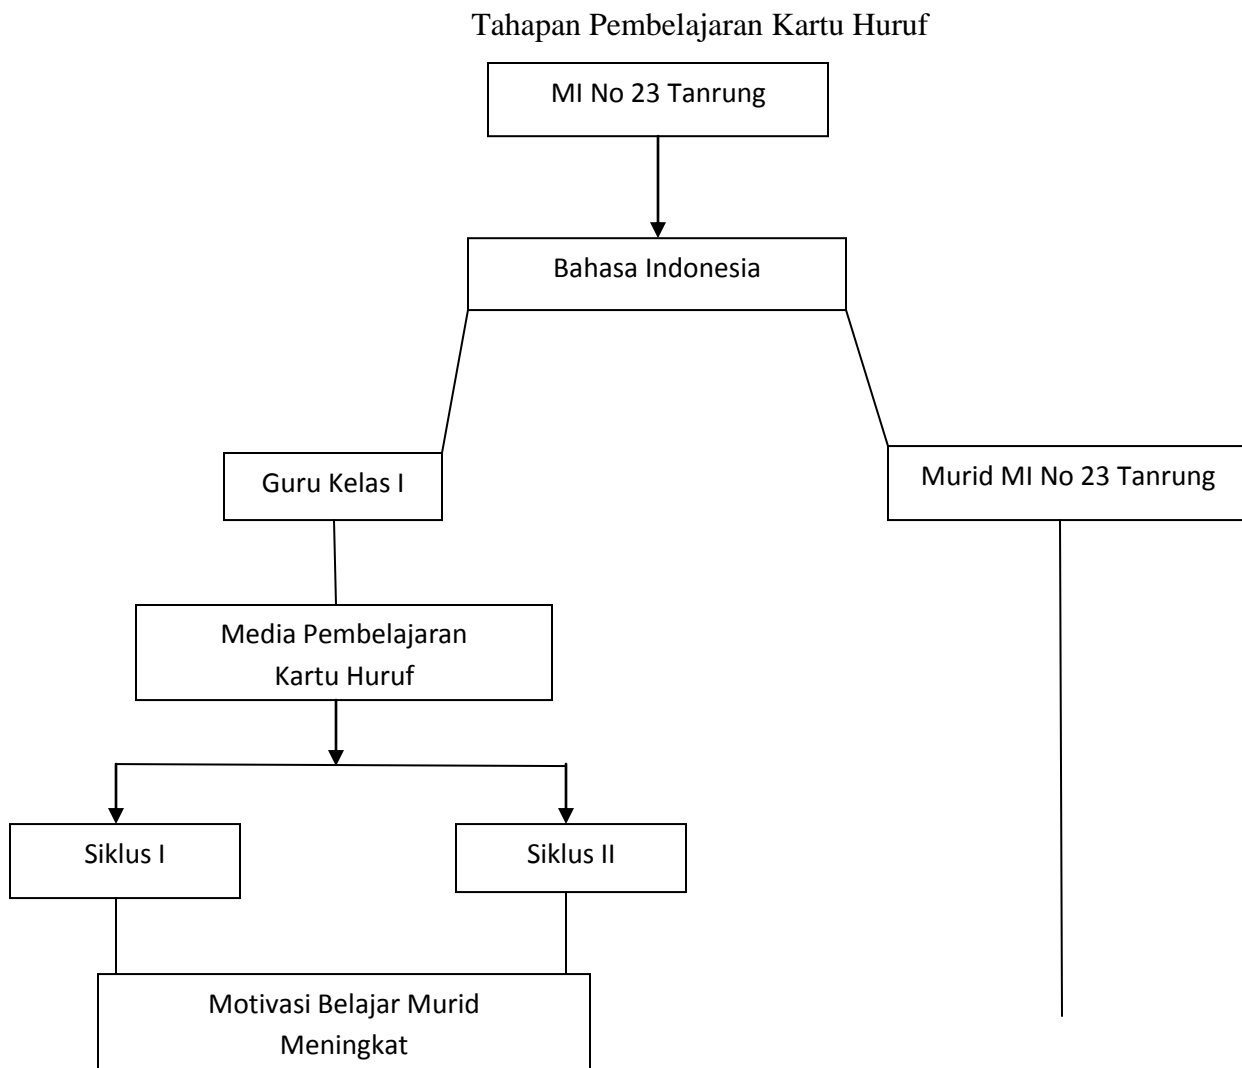 Tahapan Pembelajaran Kartu Huruf
MI No 23 Tanrung
Bahasa Indonesia
Guru Kelas I
Murid MI No 23 Tanrung
Media Pembelajaran
Kartu Huruf
Siklus I
Siklus II
Motivasi Belajar Murid
Meningkat